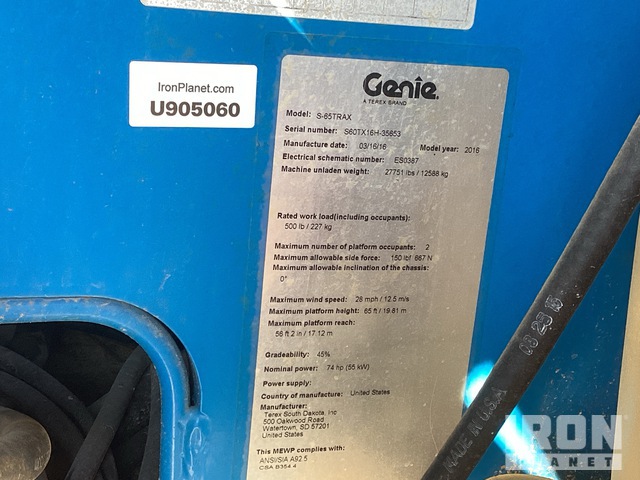 IronPlanet.com
U905060
Genie
A TEREX BRAND
Model: S-65TRAX
Serial number: S60TX16H-35653
Manufacture date: 03/16/16 Model year: 2016
Electrical schematic number: ES0387
Machine unladen weight: 27751 lbs / 12588 kg
Rated work load(including occupants):
500 lb / 227 kg
Maximum number of platform occupants: 2
Maximum allowable side force: 150 lbf 667 N
Maximum allowable inclination of the chassis:
0°
Maximum wind speed: 28 mph / 12.5 m/s
Maximum platform height: 65 ft / 19.81 m
Maximum platform reach:
56 ft 2 in / 17.12 m
Gradeability: 45%
Nominal power: 74 hp (55 kW)
Power supply:
Country of manufacture: United States
Manufacturer:
Terex South Dakota, Inc
500 Oakwood Road
Watertown, SD 57201
United States
This MEWP complies with:
ANSI/SIA A92.5
CSA B354.4
MADE IN U.S.A.
IRON
PLANET